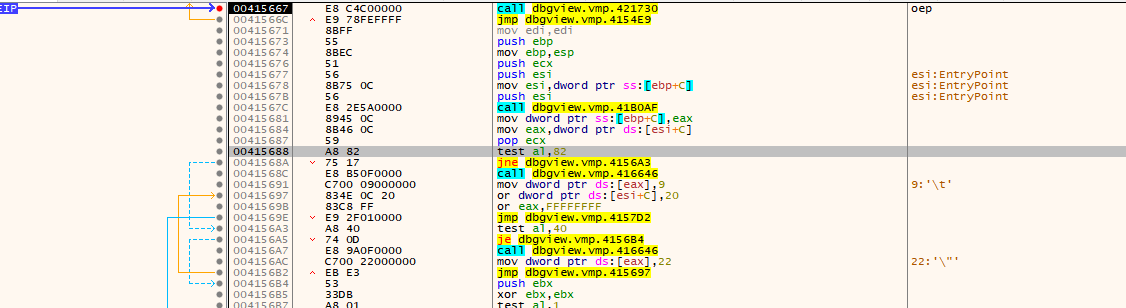 EIP 00415667 E8 C4C00000 call dbgview.vmp.421730 oep
0041566C E9 78FEFFFF jmp dbgview.vmp.4154E9
00415671 8BFF mov edi,edi
00415673 55 push ebp
00415674 8BEC mov ebp,esp
00415676 51 push ecx
00415677 56 push esi esi:EntryPoint
00415678 8B75 0C mov esi,dword ptr ss:[ebp+C] esi:EntryPoint
0041567B 56 push esi esi:EntryPoint
0041567C E8 2E5A0000 call dbgview.vmp.41B0AF
00415681 8945 0C mov dword ptr ss:[ebp+C],eax
00415684 8B46 0C mov eax,dword ptr ds:[esi+C]
00415687 59 pop ecx
00415688 A8 82 test al,82
0041568A 75 17 jne dbgview.vmp.4156A3
0041568C E8 B50F0000 call dbgview.vmp.416646
00415691 C700 09000000 mov dword ptr ds:[eax],9 9:'\t'
00415697 834E 0C 20 or dword ptr ds:[esi+C],20
0041569B 83C8 FF or eax,FFFFFFFF
0041569E E9 2F010000 jmp dbgview.vmp.4157D2
004156A3 A8 40 test al,40
004156A5 74 0D je dbgview.vmp.4156B4
004156A7 E8 9A0F0000 call dbgview.vmp.416646
004156AC C700 22000000 mov dword ptr ds:[eax],22 22:'\"'
004156B2 EB E3 jmp dbgview.vmp.415697
004156B4 53 push ebx
004156B5 33DB xor ebx,ebx
004156B7 A8 01 test al,1